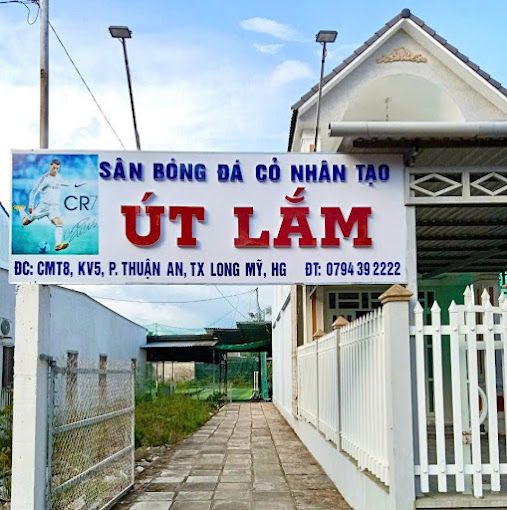 SÂN BÓNG ĐÁ CỎ NHÂN TẠO
CR7
ÚT LẮM
ĐC: CMT8, KV5, P. THUẬN AN, TX LONG MỸ, HG ĐT: 0794 39 2222